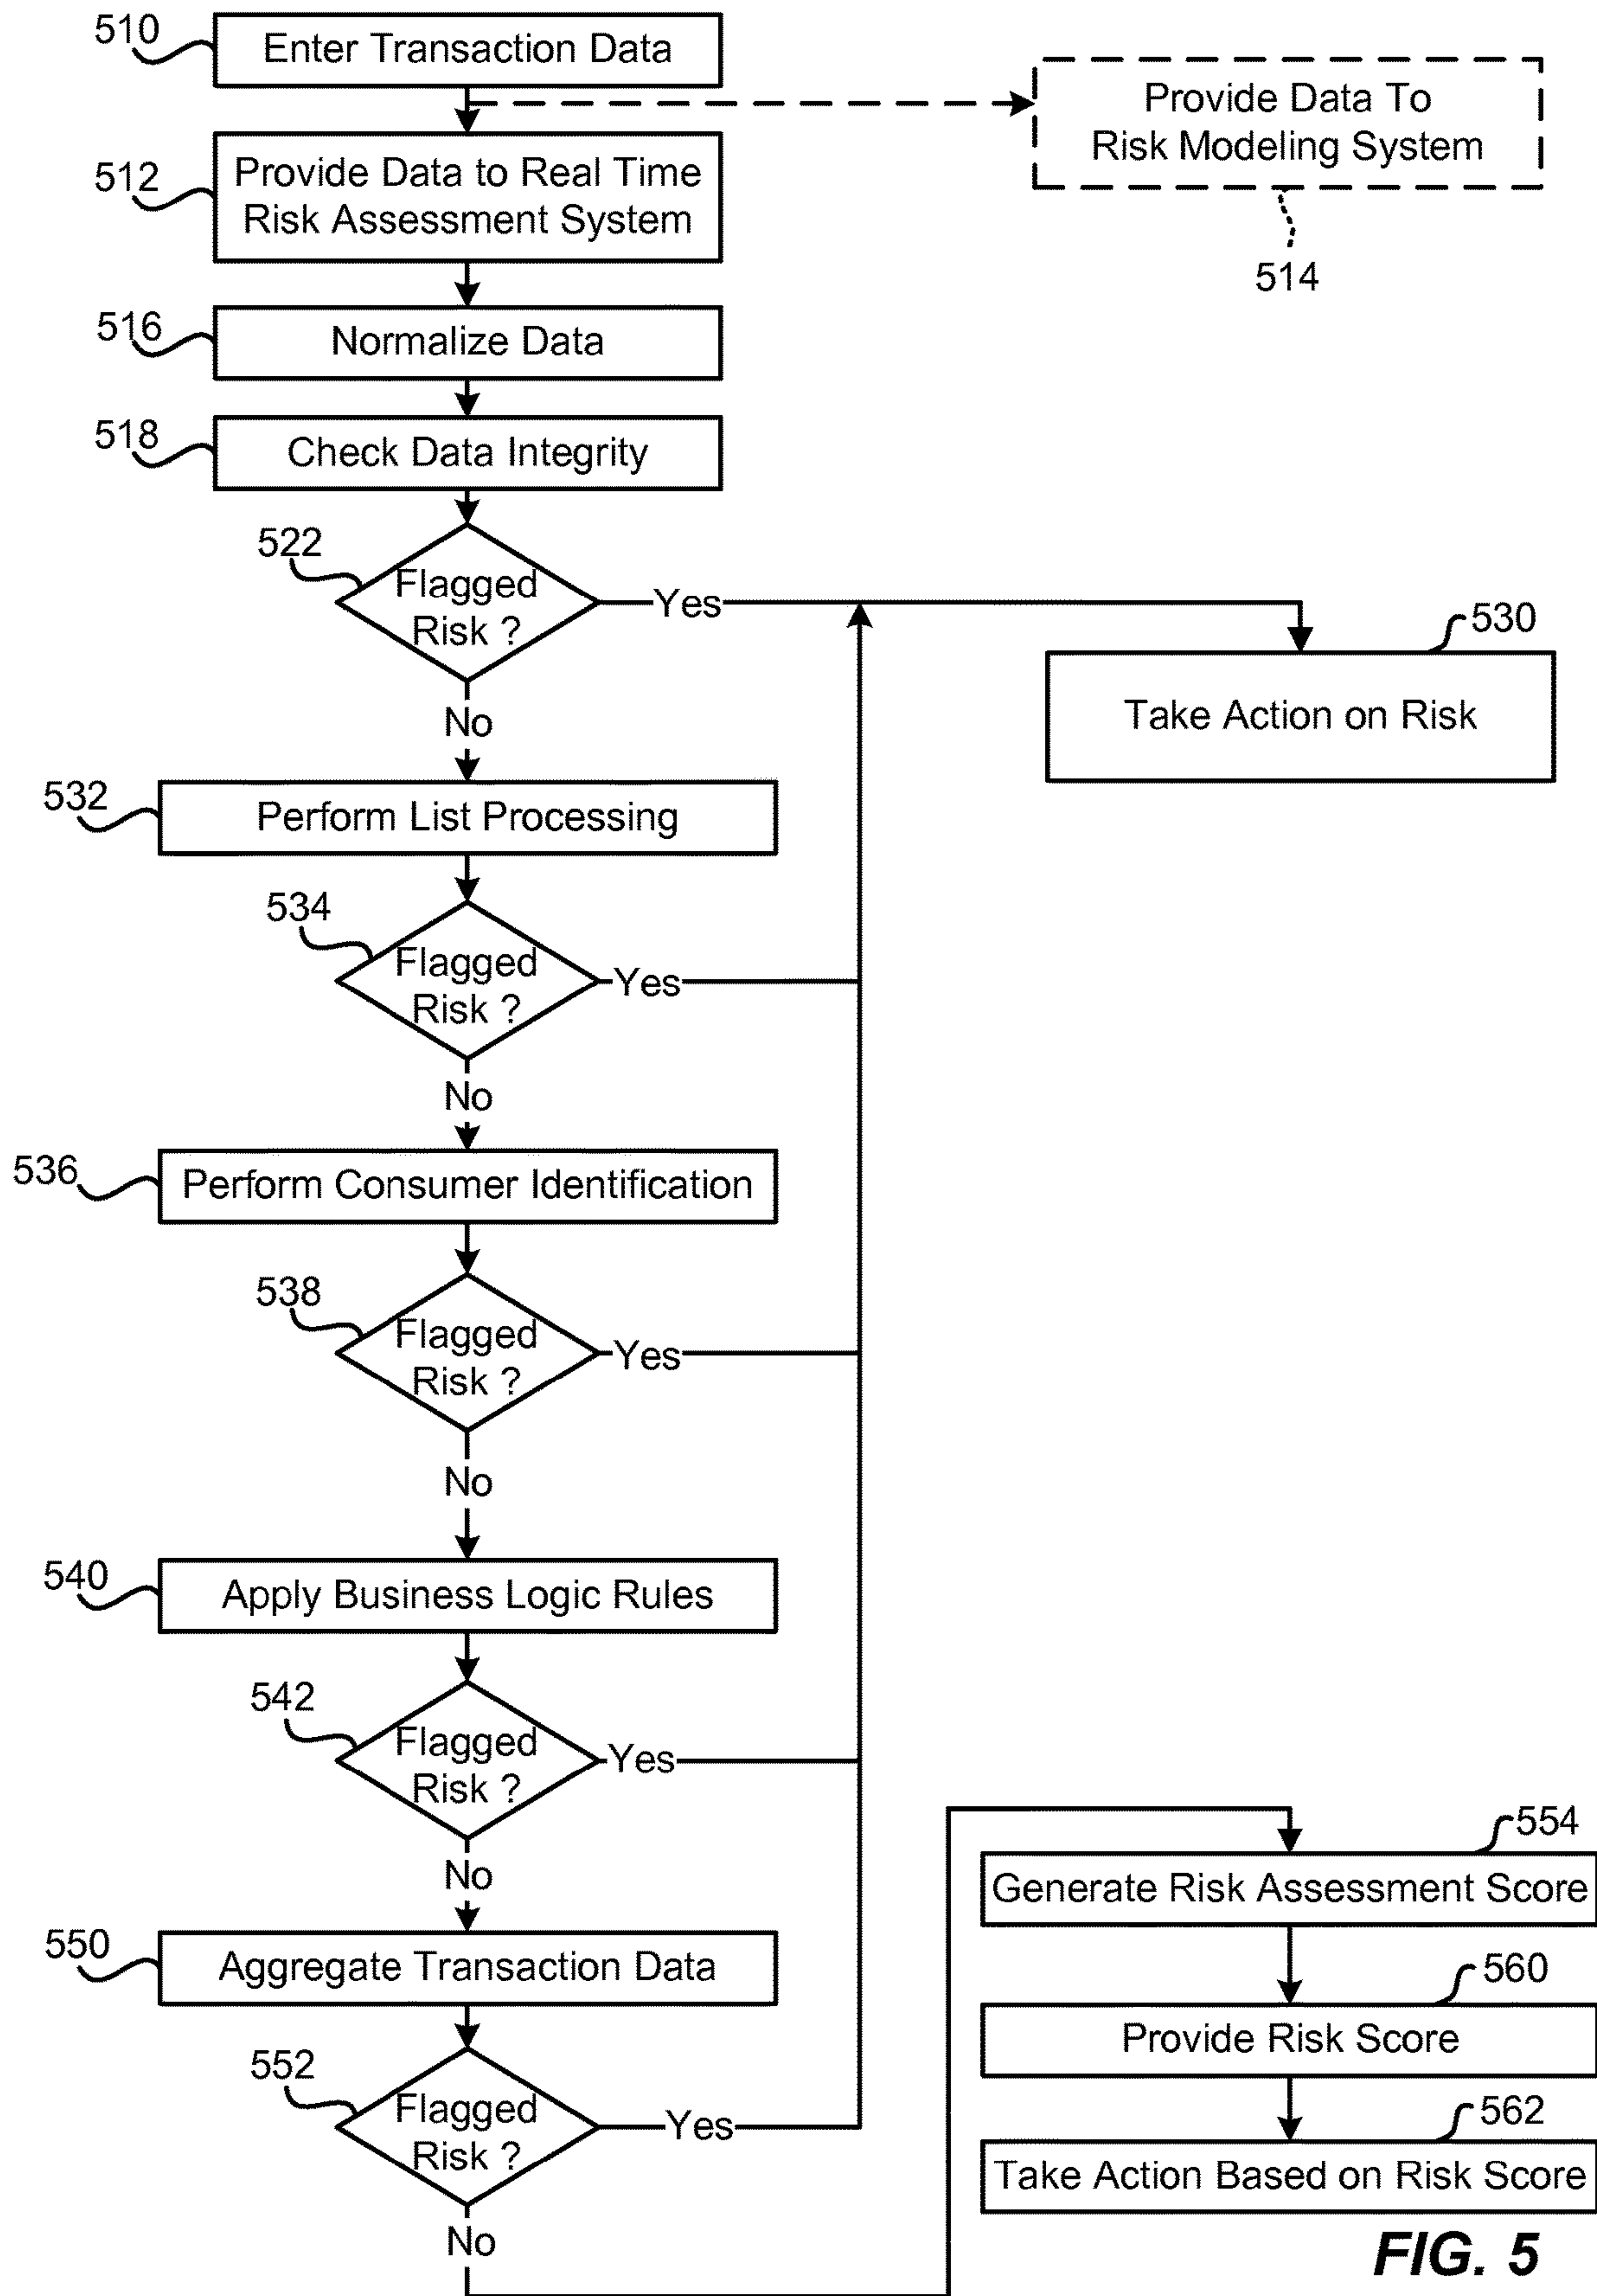 510
Enter Transaction Data
Provide Data To
Risk Modeling System
514
512
Provide Data to Real Time
Risk Assessment System
516
Normalize Data
518
Check Data Integrity
522
Flagged
Risk ?
Yes
No
530
Take Action on Risk
532
Perform List Processing
534
Flagged
Risk ?
Yes
No
536
Perform Consumer Identification
538
Flagged
Risk ?
Yes
No
540
Apply Business Logic Rules
542
Flagged
Risk ?
Yes
No
550
Aggregate Transaction Data
552
Flagged
Risk ?
Yes
No
554
Generate Risk Assessment Score
560
Provide Risk Score
562
Take Action Based on Risk Score
FIG. 5